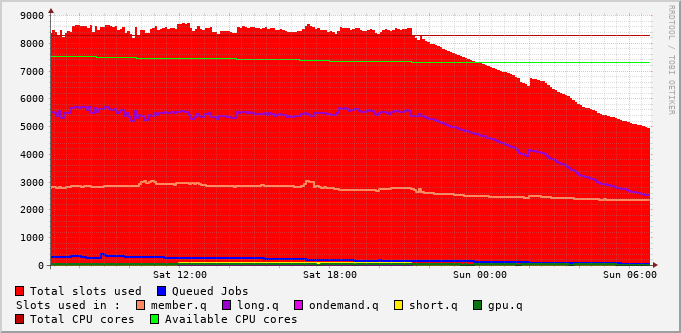 9000
8000
7000
6000
5000
4000
3000
2000
1000
0
Sat 12:00 Sat 18:00 Sun 00:00 Sun 06:00
RRDTOOL / TOBI OETIKER
Total slots used Queued Jobs
Slots used in : member.q long.q ondemand.q short.q gpu.q
Total CPU cores Available CPU cores